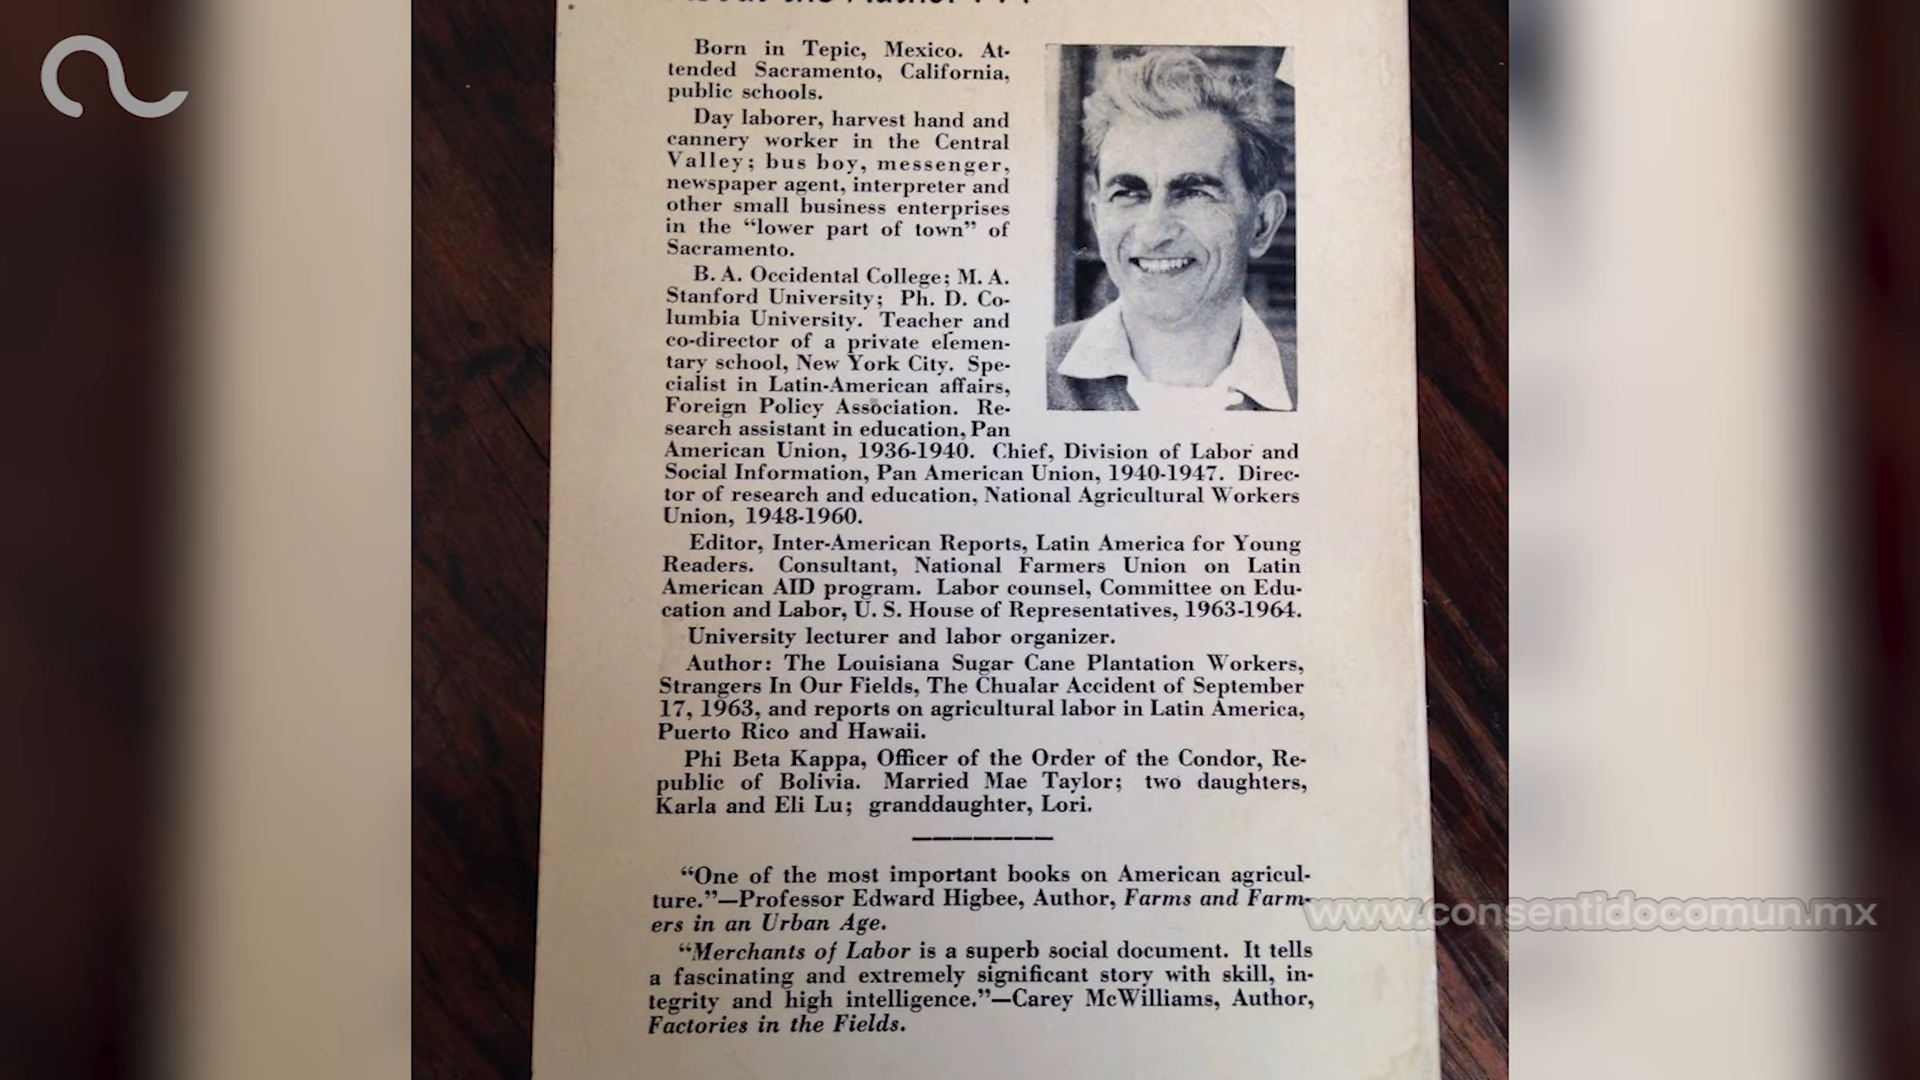 About the Author . . .
Born in Tepic, Mexico. At-
tended Sacramento, California,
public schools.
Day laborer, harvest hand and
cannery worker in the Central
Valley; bus boy, messenger,
newspaper agent, interpreter and
other small business enterprises
in the “lower part of town” of
Sacramento.
B. A. Occidental College; M. A.
Stanford University; Ph. D. Co-
lumbia University. Teacher and
co-director of a private elemen-
tary school, New York City. Spe-
cialist in Latin-American affairs,
Foreign Policy Association. Re-
search assistant in education, Pan
American Union, 1936-1940. Chief, Division of Labor and
Social Information, Pan American Union, 1940-1947. Direc-
tor of research and education, National Agricultural Workers
Union, 1948-1960.
Editor, Inter-American Reports, Latin America for Young
Readers. Consultant, National Farmers Union on Latin
American AID program. Labor counsel, Committee on Edu-
cation and Labor, U. S. House of Representatives, 1963-1964.
University lecturer and labor organizer.
Author: The Louisiana Sugar Cane Plantation Workers,
Strangers In Our Fields, The Chualar Accident of September
17, 1963, and reports on agricultural labor in Latin America,
Puerto Rico and Hawaii.
Phi Beta Kappa, Officer of the Order of the Condor, Re-
public of Bolivia. Married Mae Taylor; two daughters,
Karla and Eli Lu; granddaughter, Lori.
“One of the most important books on American agricul-
ture.”—Professor Edward Higbee, Author, Farms and Farm-
ers in an Urban Age.
“Merchants of Labor is a superb social document. It tells
a fascinating and extremely significant story with skill, in-
tegrity and high intelligence.”—Carey McWilliams, Author,
Factories in the Fields.
www.consentidocomun.mx